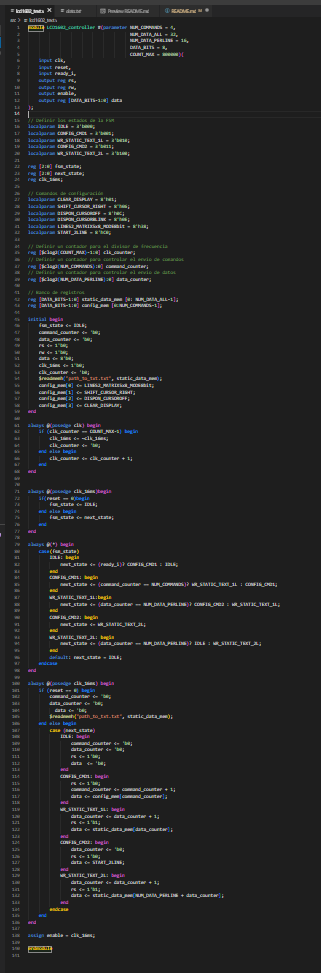 module LCD1602_controller #(parameter NUM_COMMANDS = 4,
NUM_DATA_ALL = 32,
NUM_DATA_PERLINE = 16,
DATA_BITS = 8,
COUNT_MAX = 800000)(
input clk,
input reset,
input ready_i,
output reg rs,
output reg rw,
output enable,
output reg [DATA_BITS-1:0] data
);
// Definir los estados de la FSM
localparam IDLE = 3'b000;
localparam CONFIG_CMD1 = 3'b001;
localparam WR_STATIC_TEXT_1L = 3'b010;
localparam CONFIG_CMD2 = 3'b011;
localparam WR_STATIC_TEXT_2L = 3'b100;
reg [2:0] fsm_state;
reg [2:0] next_state;
reg clk_16ms;
// Comandos de configuración
localparam CLEAR_DISPLAY = 8'h01;
localparam SHIFT_CURSOR_RIGHT = 8'h06;
localparam DISPON_CURSOROFF = 8'h0C;
localparam DISPON_CURSORBLINK = 8'h0E;
localparam LINES2_MATRIX5x8_MODE8bit = 8'h38;
localparam START_2LINE = 8'hC0;
// Definir un contador para el divisor de frecuencia
reg [$clog2(COUNT_MAX)-1:0] clk_counter;
// Definir un contador para controlar el envío de comandos
reg [$clog2(NUM_COMMANDS):0] command_counter;
// Definir un contador para controlar el envío de datos
reg [$clog2(NUM_DATA_PERLINE):0] data_counter;
// Banco de registros
reg [DATA_BITS-1:0] static_data_mem [0: NUM_DATA_ALL-1];
reg [DATA_BITS-1:0] config_mem [0:NUM_COMMANDS-1];
initial begin
fsm_state <= IDLE;
command_counter <= 'b0;
data_counter <= 'b0;
rs <= 1'b0;
rw <= 1'b0;
data <= 8'b0;
clk_16ms <= 1'b0;
clk_counter <= 'b0;
$readmemh("path_to_txt.txt", static_data_mem);
config_mem[0] <= LINES2_MATRIX5x8_MODE8bit;
config_mem[1] <= SHIFT_CURSOR_RIGHT;
config_mem[2] <= DISPON_CURSOROFF;
config_mem[3] <= CLEAR_DISPLAY;
end
always @(posedge clk) begin
if (clk_counter == COUNT_MAX-1) begin
clk_16ms <= ~clk_16ms;
clk_counter <= 'b0;
end else begin
clk_counter <= clk_counter + 1;
end
end
always @(posedge clk_16ms)begin
if(reset == 0)begin
fsm_state <= IDLE;
end else begin
fsm_state <= next_state;
end
end
always @(*) begin
case(fsm_state)
IDLE: begin
next_state <= (ready_i)? CONFIG_CMD1 : IDLE;
end
CONFIG_CMD1: begin
next_state <= (command_counter == NUM_COMMANDS)? WR_STATIC_TEXT_1L : CONFIG_CMD1;
end
WR_STATIC_TEXT_1L:begin
next_state <= (data_counter == NUM_DATA_PERLINE)? CONFIG_CMD2 : WR_STATIC_TEXT_1L;
end
CONFIG_CMD2: begin
next_state <= WR_STATIC_TEXT_2L;
end
WR_STATIC_TEXT_2L: begin
next_state <= (data_counter == NUM_DATA_PERLINE)? IDLE : WR_STATIC_TEXT_2L;
end
default: next_state = IDLE;
endcase
end
always @(posedge clk_16ms) begin
if (reset == 0) begin
command_counter <= 'b0;
data_counter <= 'b0;
data <= 'b0;
$readmemh("path_to_txt.txt", static_data_mem);
end else begin
case (next_state)
IDLE: begin
command_counter <= 'b0;
data_counter <= 'b0;
rs <= 1'b0;
data <= 'b0;
end
CONFIG_CMD1: begin
rs <= 1'b0;
command_counter <= command_counter + 1;
data <= config_mem[command_counter];
end
WR_STATIC_TEXT_1L: begin
data_counter <= data_counter + 1;
rs <= 1'b1;
data <= static_data_mem[data_counter];
end
CONFIG_CMD2: begin
data_counter <= 'b0;
rs <= 1'b0;
data <= START_2LINE;
end
WR_STATIC_TEXT_2L: begin
data_counter <= data_counter + 1;
rs <= 1'b1;
data <= static_data_mem[NUM_DATA_PERLINE + data_counter];
end
endcase
end
end
assign enable = clk_16ms;
endmodule